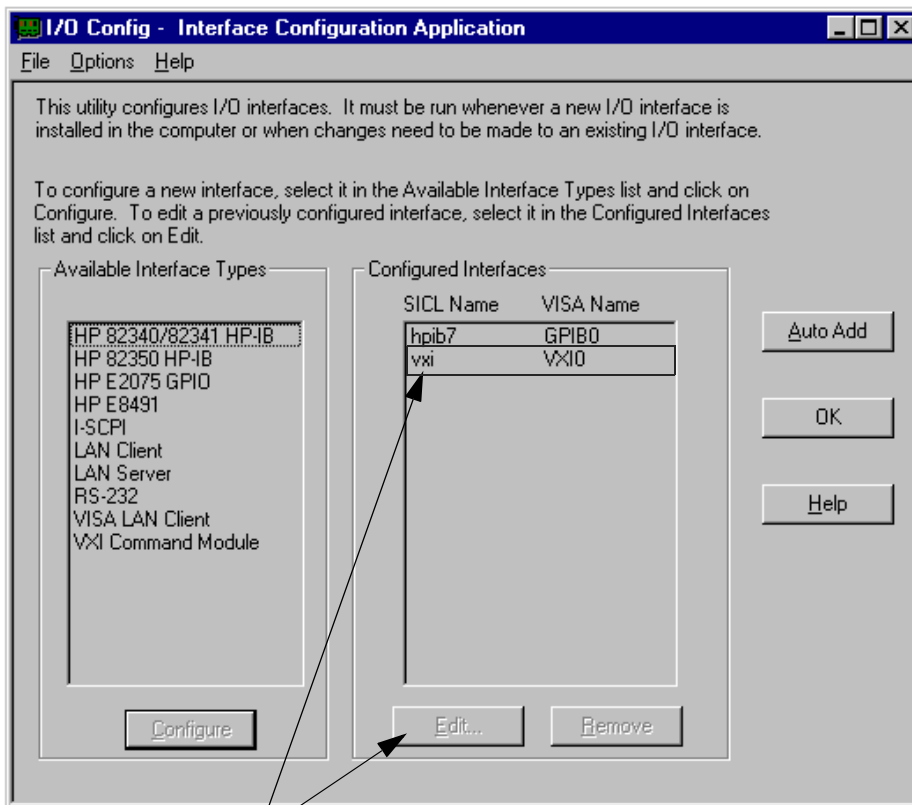 I/O Config - Interface Configuration Application
File Options Help
This utility configures I/O interfaces. It must be run whenever a new I/O interface is
installed in the computer or when changes need to be made to an existing I/O interface.
To configure a new interface, select it in the Available Interface Types list and click on
Configure. To edit a previously configured interface, select it in the Configured Interfaces
list and click on Edit.
Available Interface Types
HP 82340/82341 HP-IB
HP 82350 HP-IB
HP E2075 GPIO
HP E8491
I-SCPI
LAN Client
LAN Server
RS-232
VISA LAN Client
VXI Command Module
Configure
Configured Interfaces
SICL Name VISA Name
hpib7 GPIB0
vxi VXI0
Edit... Remove
Auto Add
OK
Help